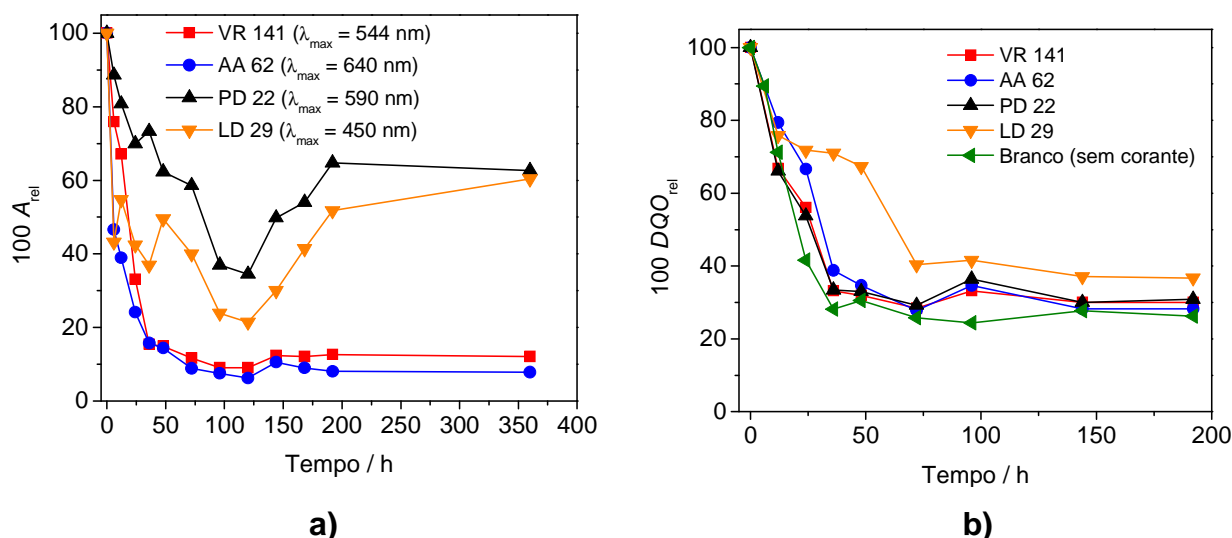 100
80
60
40
20
0
100 A_rel
VR 141 (λ_max = 544 nm)
AA 62 (λ_max = 640 nm)
PD 22 (λ_max = 590 nm)
LD 29 (λ_max = 450 nm)
0 50 100 150 200 250 300 350 400
Tempo / h
a)
100
80
60
40
20
0
100 DQO_rel
VR 141
AA 62
PD 22
LD 29
Branco (sem corante)
0 50 100 150 200
Tempo / h
b)